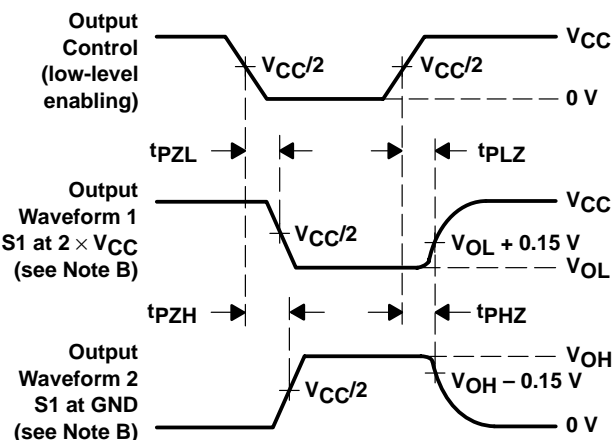 Output
Control
(low-level
enabling)
VCC/2
VCC/2
VCC
0 V
tPZL
tPLZ
Output
Waveform 1
S1 at 2 × VCC
(see Note B)
VCC/2
VCC
VOL + 0.15 V
VOL
tPZH
tPHZ
Output
Waveform 2
S1 at GND
(see Note B)
VCC/2
VOH
VOH − 0.15 V
0 V